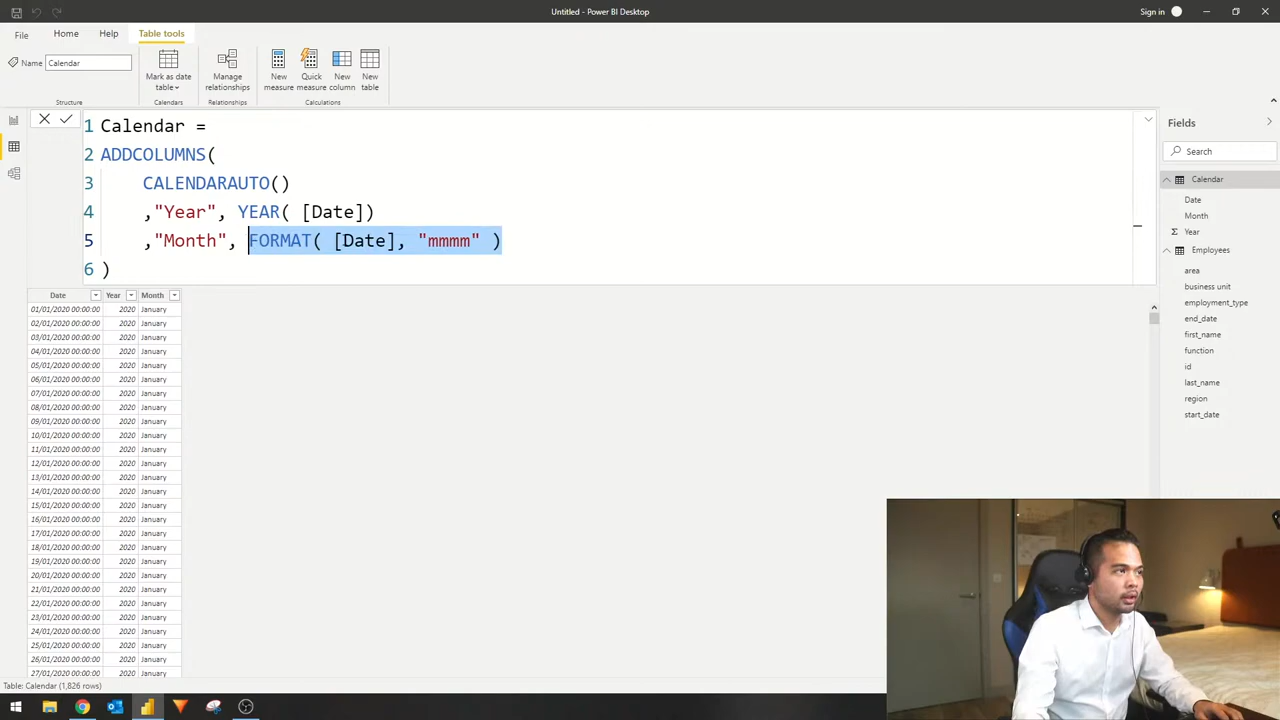 Untitled - Power BI Desktop
Sign in
File
Home
Help
Table tools
Name
Calendar
Mark as date
table
Manage
relationships
New
measure
Quick
measure
New
column
New
table
Structure
Calendars
Relationships
Calculations
1 Calendar =
2 ADDCOLUMNS(
3 CALENDARAUTO()
4 ,"Year", YEAR( [Date])
5 ,"Month", FORMAT( [Date], "mmmm" )
6 )
Date Year Month
01/01/2020 00:00:00 2020 January
02/01/2020 00:00:00 2020 January
03/01/2020 00:00:00 2020 January
04/01/2020 00:00:00 2020 January
05/01/2020 00:00:00 2020 January
06/01/2020 00:00:00 2020 January
07/01/2020 00:00:00 2020 January
08/01/2020 00:00:00 2020 January
09/01/2020 00:00:00 2020 January
10/01/2020 00:00:00 2020 January
11/01/2020 00:00:00 2020 January
12/01/2020 00:00:00 2020 January
13/01/2020 00:00:00 2020 January
14/01/2020 00:00:00 2020 January
15/01/2020 00:00:00 2020 January
16/01/2020 00:00:00 2020 January
17/01/2020 00:00:00 2020 January
18/01/2020 00:00:00 2020 January
19/01/2020 00:00:00 2020 January
20/01/2020 00:00:00 2020 January
21/01/2020 00:00:00 2020 January
22/01/2020 00:00:00 2020 January
23/01/2020 00:00:00 2020 January
24/01/2020 00:00:00 2020 January
25/01/2020 00:00:00 2020 January
26/01/2020 00:00:00 2020 January
27/01/2020 00:00:00 2020 January
Table: Calendar (1,826 rows)
Fields
Search
Calendar
Date
Month
Σ Year
Employees
area
business unit
employment_type
end_date
first_name
function
id
last_name
region
start_date